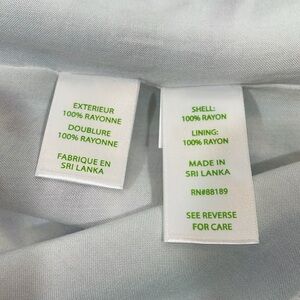 EXTERIEUR
100% RAYONNE
DOUBLURE
100% RAYONNE
FABRIQUE EN
SRI LANKA
SHELL:
100% RAYON
LINING:
100% RAYON
MADE IN
SRI LANKA
RN#88189
SEE REVERSE
FOR CARE